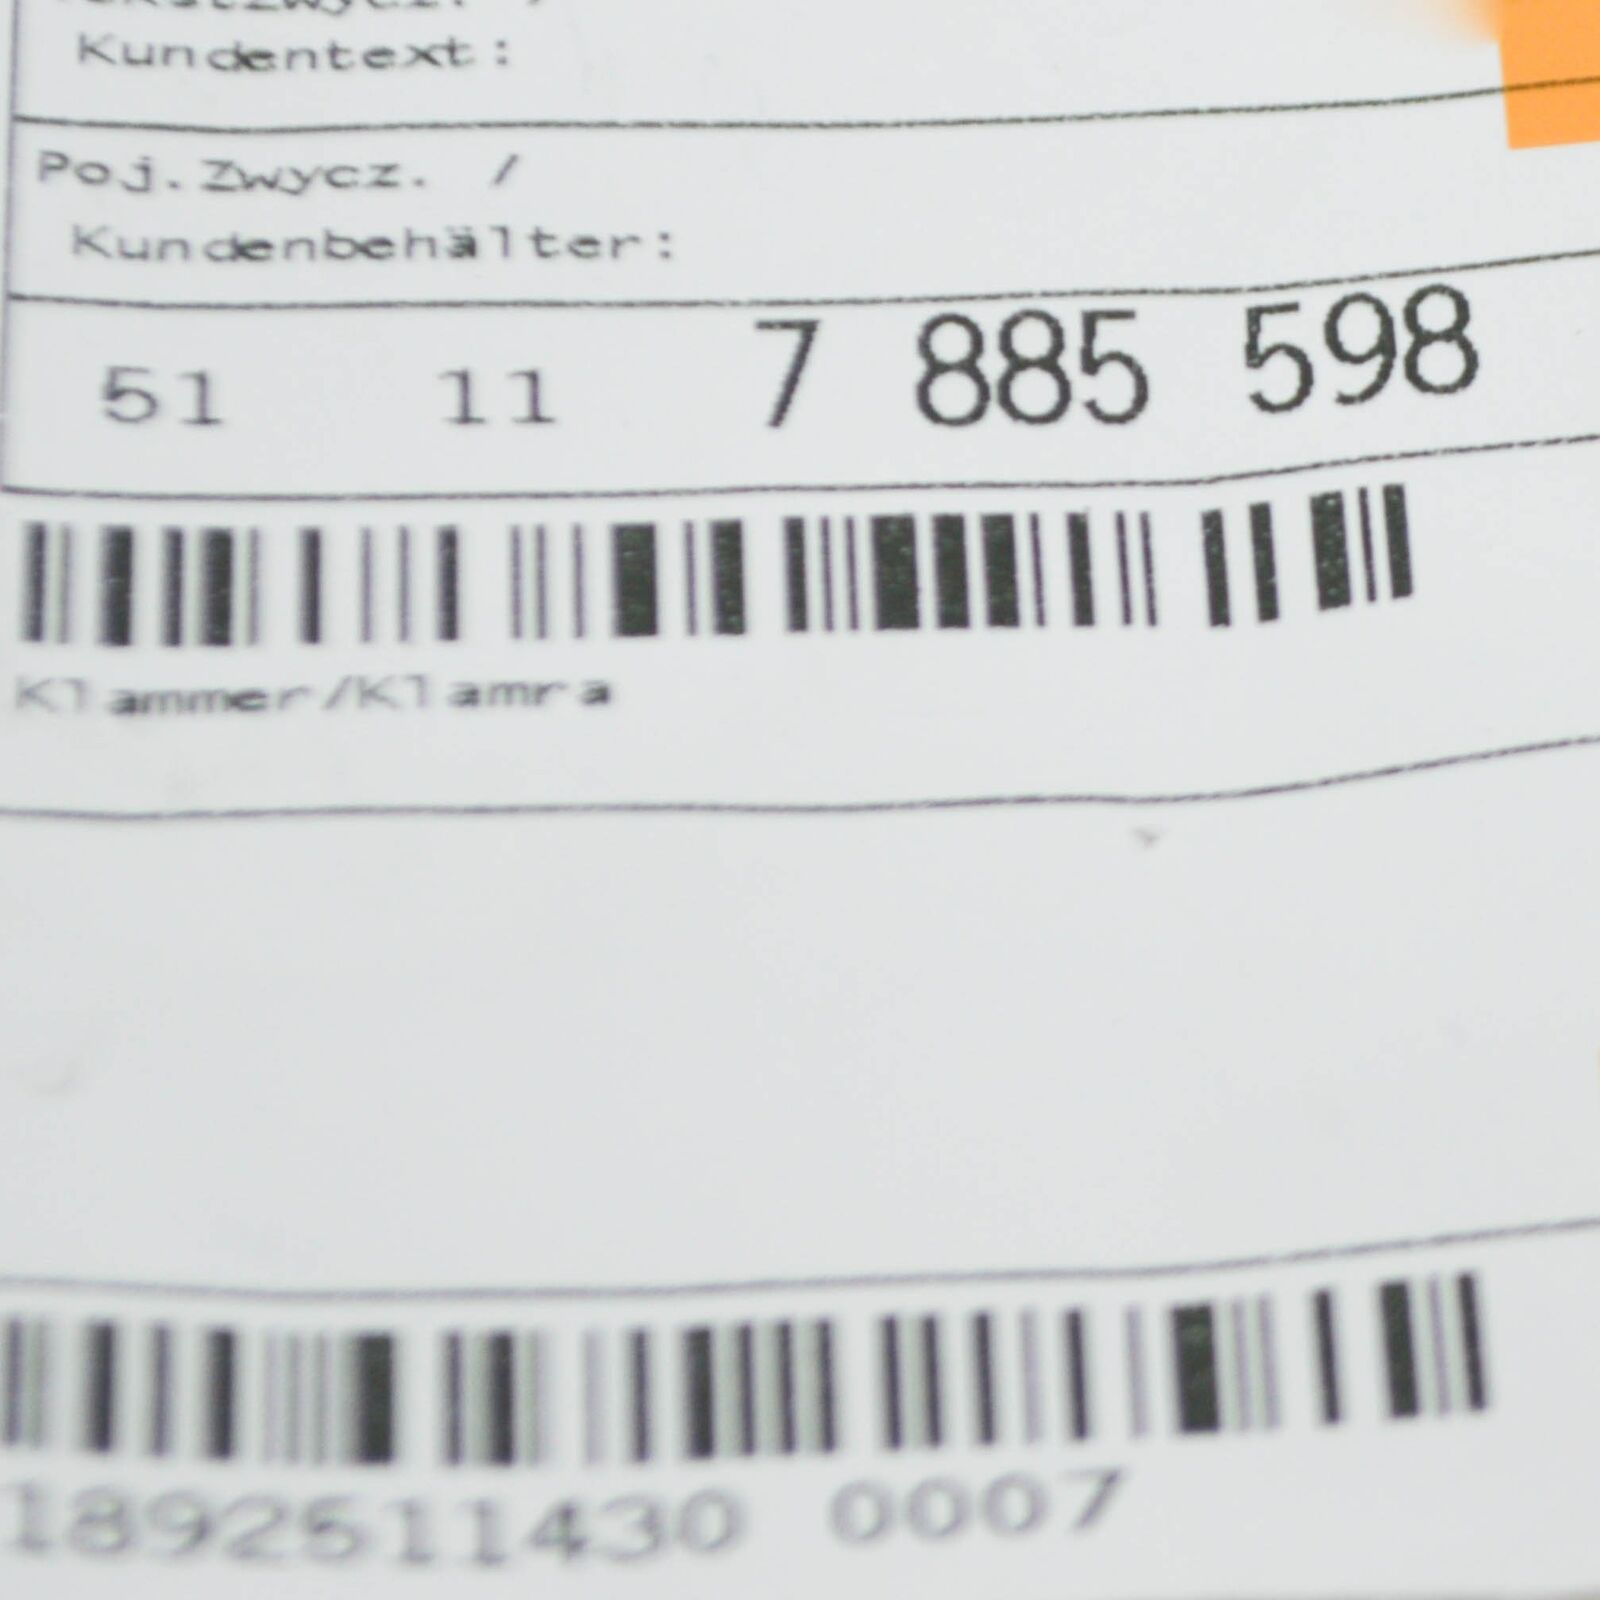 Kundentext:
Poj.Zwycz. /
Kundenbehälter:
51 11 7 885 598
Klammer/Klamra
1892511430 0007